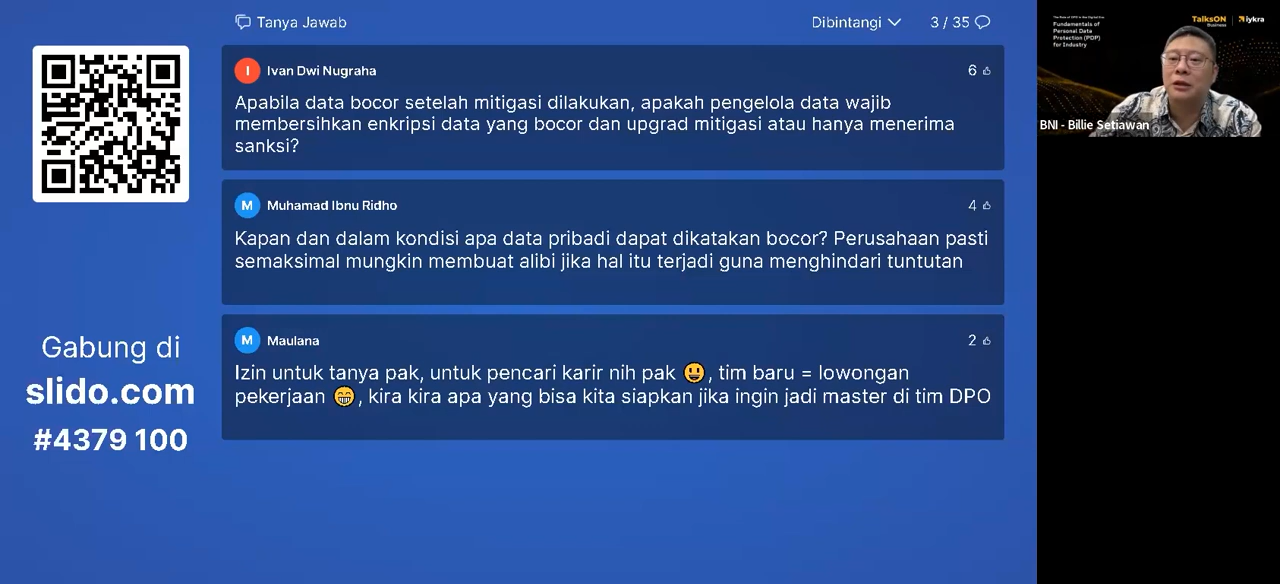 Tanya Jawab
Dibintangi
3 / 35
I
Ivan Dwi Nugraha
6
Apabila data bocor setelah mitigasi dilakukan, apakah pengelola data wajib
membersihkan enkripsi data yang bocor dan upgrad mitigasi atau hanya menerima
sanksi?
M
Muhamad Ibnu Ridho
4
Kapan dan dalam kondisi apa data pribadi dapat dikatakan bocor? Perusahaan pasti
semaksimal mungkin membuat alibi jika hal itu terjadi guna menghindari tuntutan
M
Maulana
2
Izin untuk tanya pak, untuk pencari karir nih pak 😃, tim baru = lowongan
pekerjaan 😁, kira kira apa yang bisa kita siapkan jika ingin jadi master di tim DPO
Gabung di
slido.com
#4379 100
Fundamentals of
Personal Data
Protection (PDP)
for Industry
TalksON
Business
iykra
BNI - Billie Setiawan